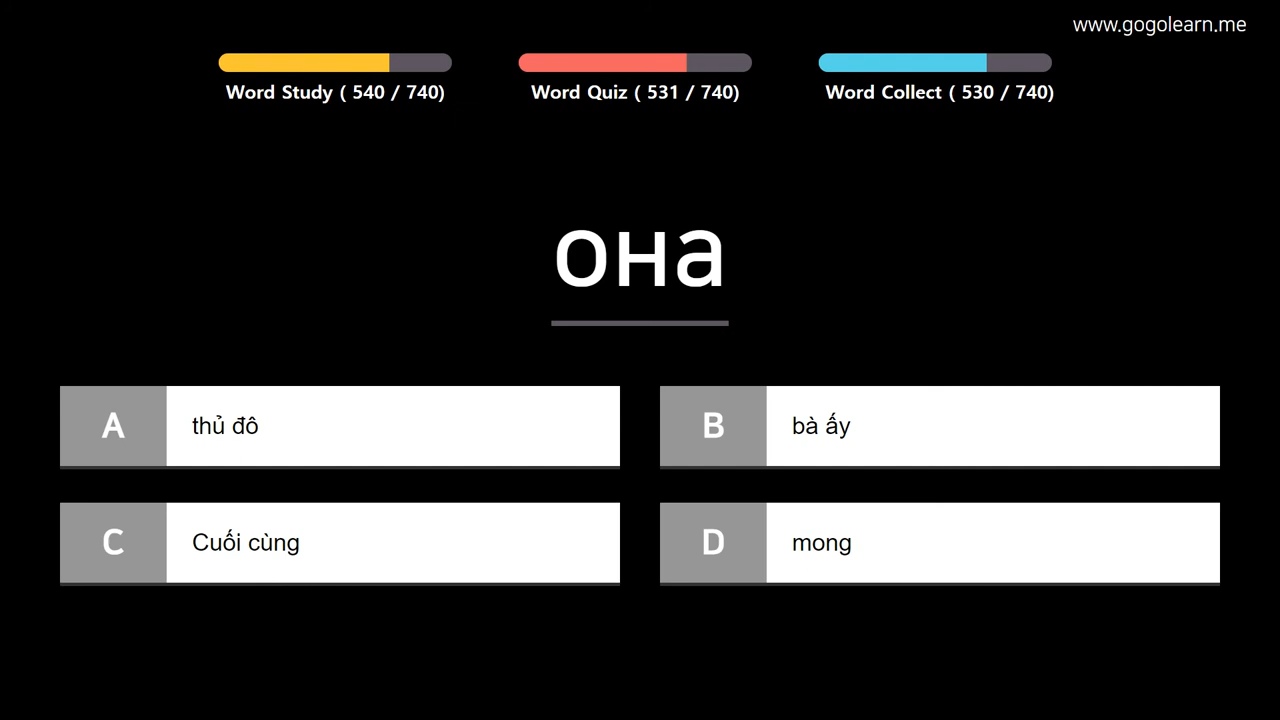 www.gogolearn.me
Word Study ( 540 / 740)
Word Quiz ( 531 / 740)
Word Collect ( 530 / 740)
она
A
thủ đô
B
bà ấy
C
Cuối cùng
D
mong